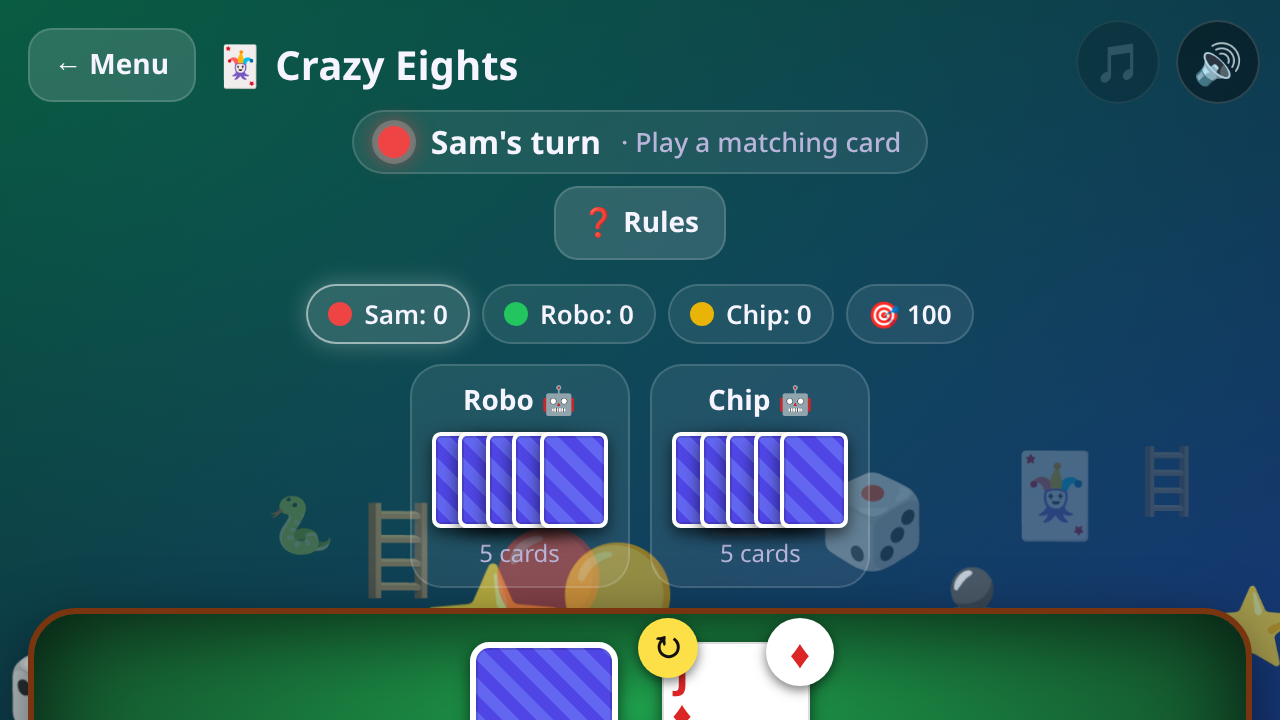 ← Menu
Crazy Eights
Sam's turn · Play a matching card
❓ Rules
Sam: 0
Robo: 0
Chip: 0
🎯 100
Robo 🤖
Chip 🤖
5 cards
5 cards
↻
♦
J
♦